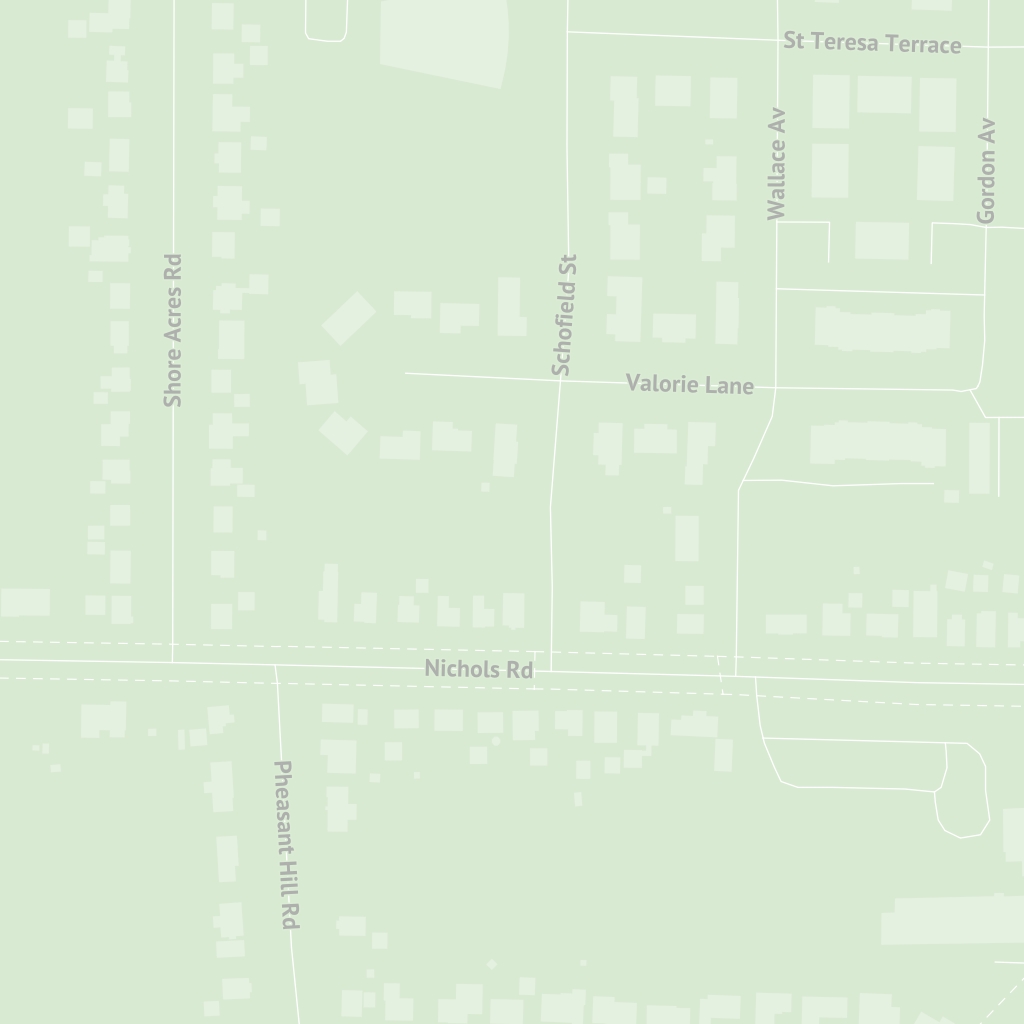 St Teresa Terrace
Wallace Av
Gordon Av
Shore Acres Rd
Schofield St
Valorie Lane
Nichols Rd
Pheasant Hill Rd